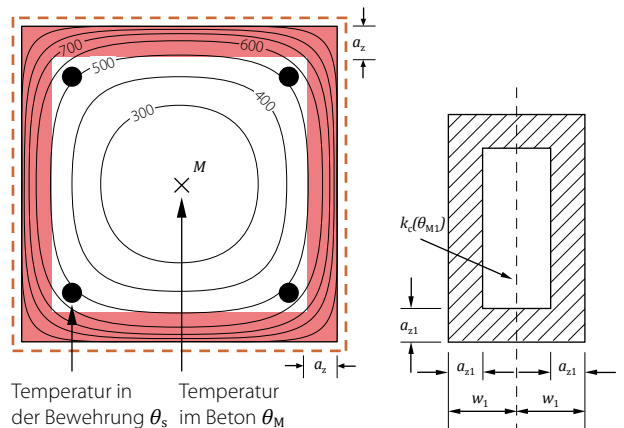 700
600
a_z
500
400
300
M
k_c(θ_M1)
a_z1
a_z
a_z1
a_z1
w_1
w_1
Temperatur in
der Bewehrung θ_s
Temperatur
im Beton θ_M